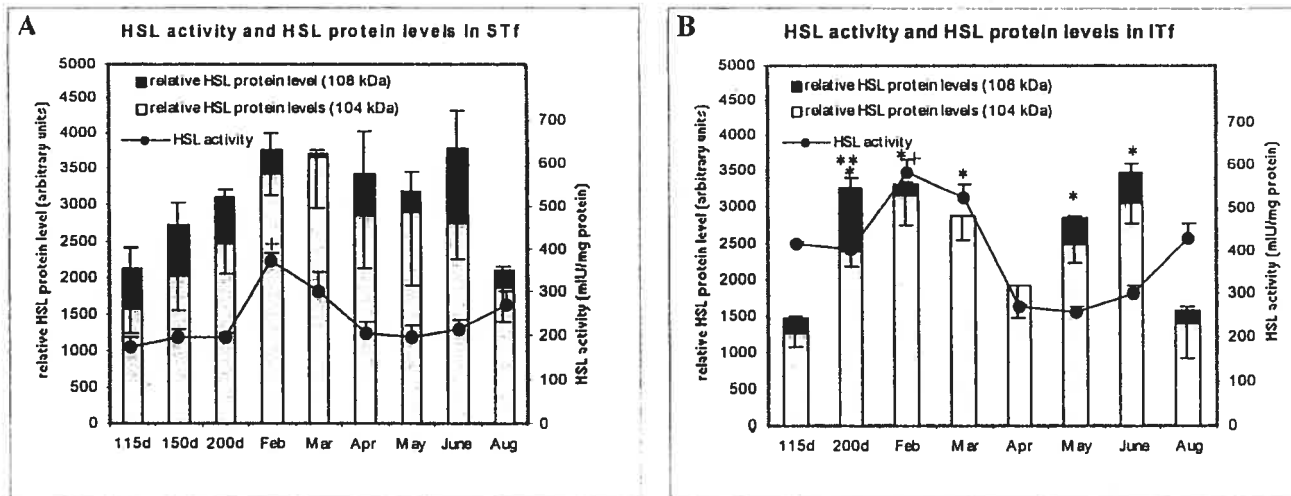 A
HSL activity and HSL protein levels in STf
relative HSL protein level (108 kDa)
relative HSL protein levels (104 kDa)
HSL activity
relative HSL protein level (arbitrary units)
5000
4500
4000
3500
3000
2500
2000
1500
1000
500
0
+
700
600
500
400
300
200
100
0
HSL activity (mIU/mg protein)
115d 150d 200d Feb Mar Apr May June Aug
B
HSL activity and HSL protein levels in ITf
relative HSL protein levels (108 kDa)
relative HSL protein levels (104 kDa)
HSL activity
relative HSL protein level (arbitrary units)
5000
4500
4000
3500
3000
2500
2000
1500
1000
500
0
** * + * *
* *
700
600
500
400
300
200
100
0
HSL activity (mIU/mg protein)
115d 200d Feb Mar Apr May June Aug